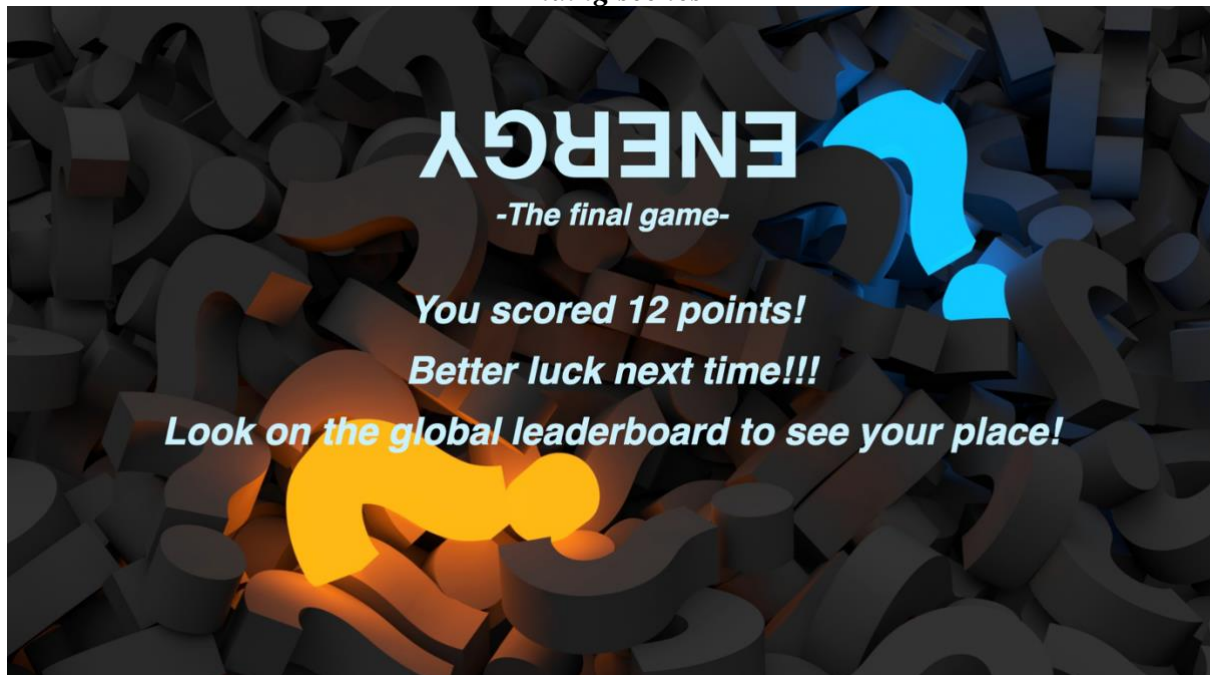 ENERGY
-The final game-
You scored 12 points!
Better luck next time!!!
Look on the global leaderboard to see your place!